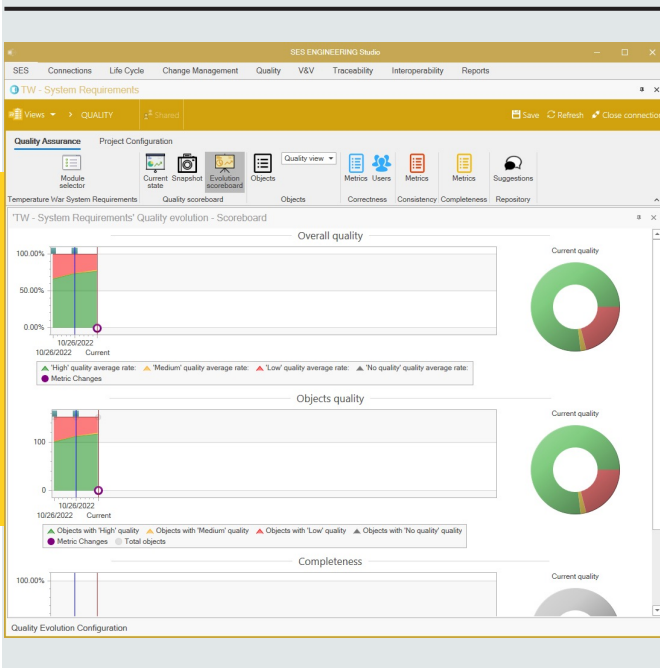 SES ENGINEERING Studio
SES Connections Life Cycle Change Management Quality V&V Traceability Interoperability Reports
TW - System Requirements
Views > QUALITY Shared Save Refresh Close connection
Quality Assurance Project Configuration
Module selector Current state Snapshot Evolution scoreboard Objects Quality view Metrics Users Metrics Metrics Suggestions
Temperature War System Requirements Quality scoreboard Objects Correctness Consistency Completeness Repository
'TW - System Requirements' Quality evolution - Scoreboard
Overall quality
Current quality
100.00%
50.00%
0.00%
10/26/2022
10/26/2022 Current
'High' quality average rate: 'Medium' quality average rate: 'Low' quality average rate: 'No quality' quality average rate:
Metric Changes
Objects quality
Current quality
100
0
10/26/2022
10/26/2022 Current
Objects with 'High' quality Objects with 'Medium' quality Objects with 'Low' quality Objects with 'No quality' quality
Metric Changes Total objects
Completeness
Current quality
100.00%
Quality Evolution Configuration